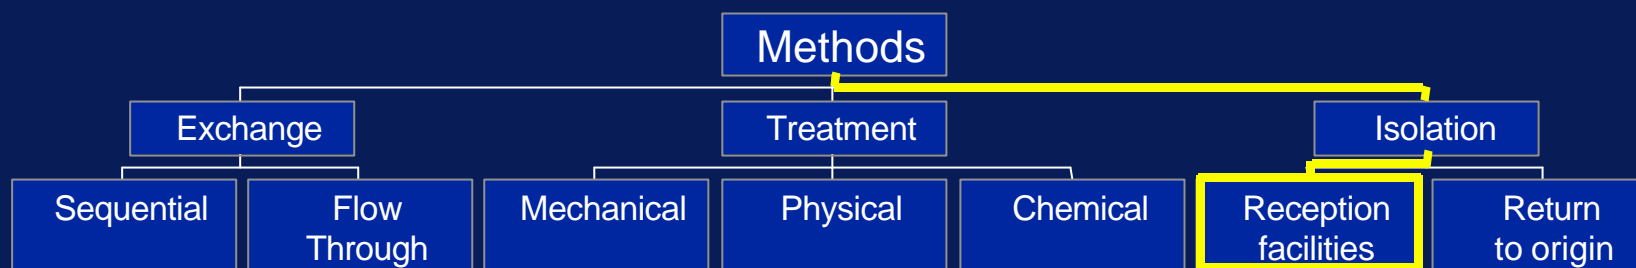 Methods
Exchange
Treatment
Isolation
Sequential
Flow
Through
Mechanical
Physical
Chemical
Reception
facilities
Return
to origin